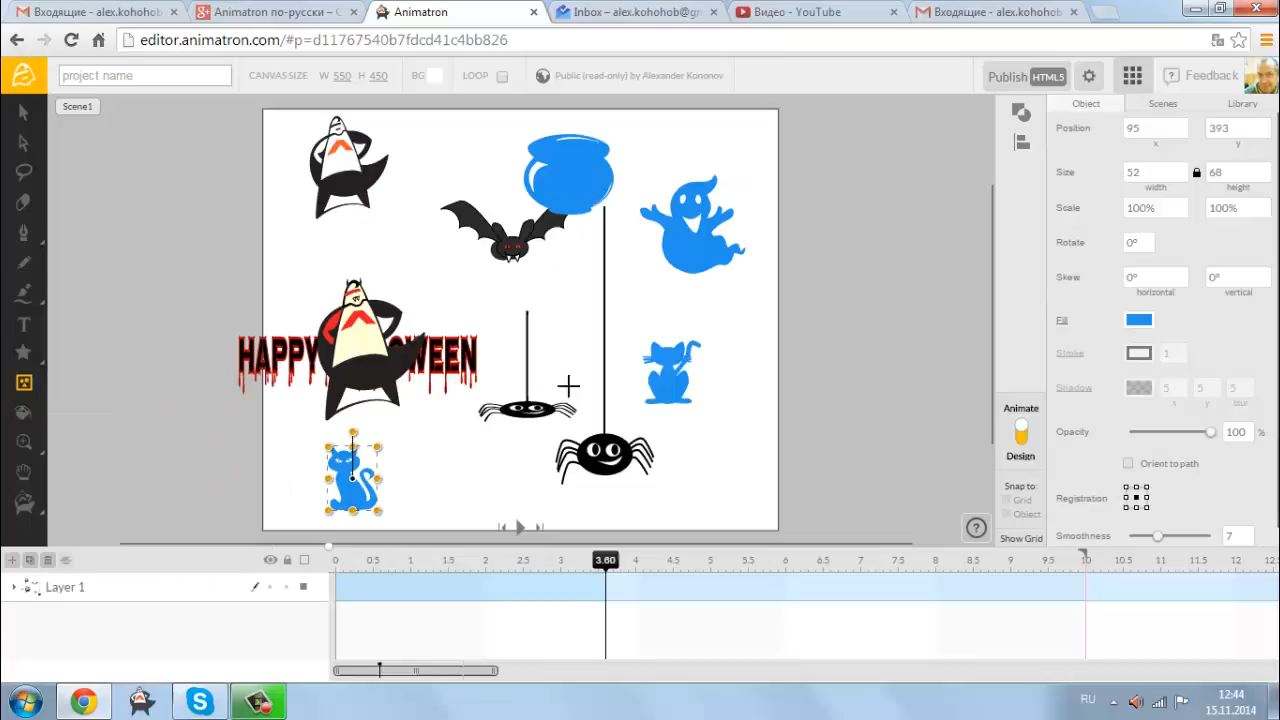 Входящие - alex.kohohob
Animatron по-русски – C
Animatron
Inbox – alex.kohohob@gm
Видео - YouTube
Входящие - alex.kohohob
editor.animatron.com/#p=d11767540b7fdcd41c4bb826
project name
CANVAS SIZE W 550 H 450 BG LOOP
Public (read-only) by Alexander Kononov
Publish HTML5
Feedback
Scene1
Object Scenes Library
Position 95 393
x y
Size 52 68
width height
Scale 100% 100%
Rotate 0°
Skew 0° 0°
horizontal vertical
Fill
Stroke 1
Shadow 5 5 5
x y blur
Opacity 100 %
Orient to path
Registration
Smoothness 7
Animate
Design
Snap to:
Grid
Object
Show Grid
?
HAPPY
WEEN
0 0.5 1 1.5 2 2.5 3 3.60 4 4.5 5 5.5 6 6.5 7 7.5 8 8.5 9 9.5 10 10.5 11 11.5 12 12.5
Layer 1
RU
12:44
15.11.2014